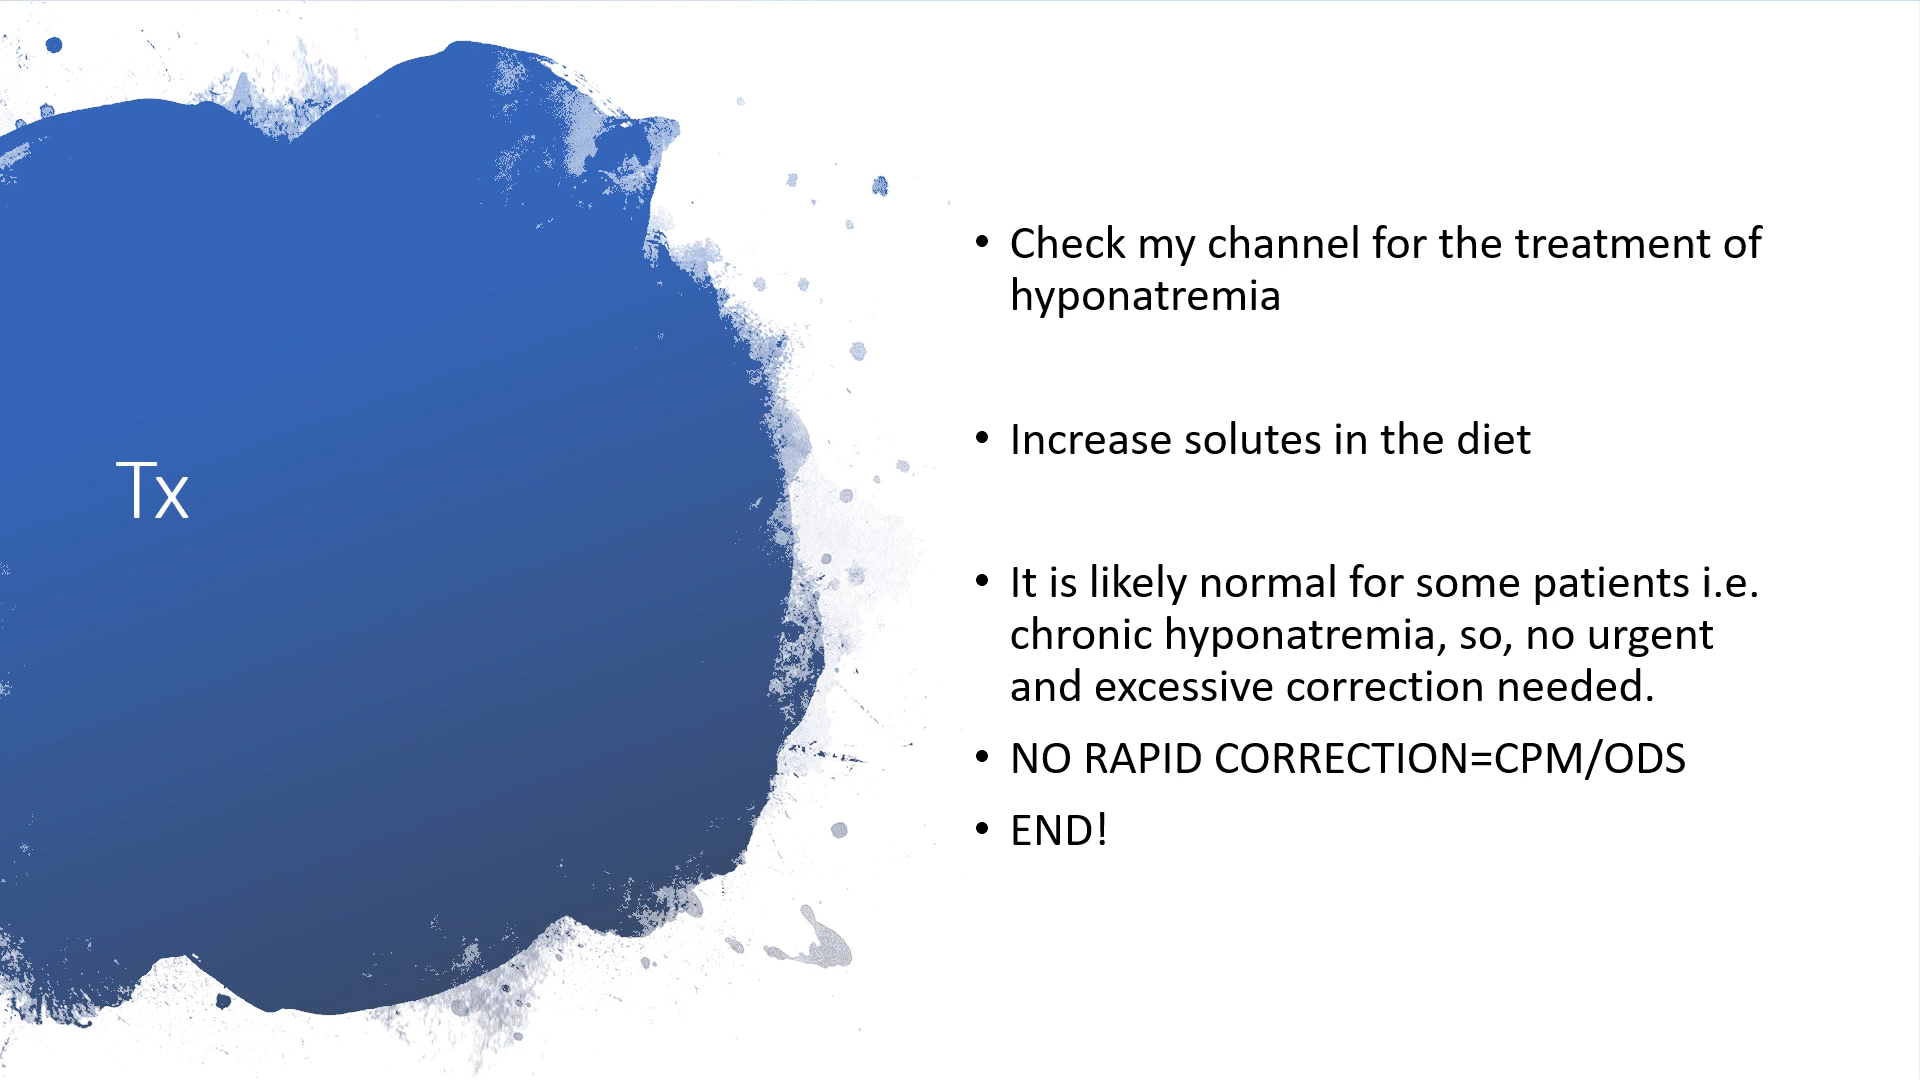 Tx
• Check my channel for the treatment of
hyponatremia
• Increase solutes in the diet
• It is likely normal for some patients i.e.
chronic hyponatremia, so, no urgent
and excessive correction needed.
• NO RAPID CORRECTION=CPM/ODS
• END!